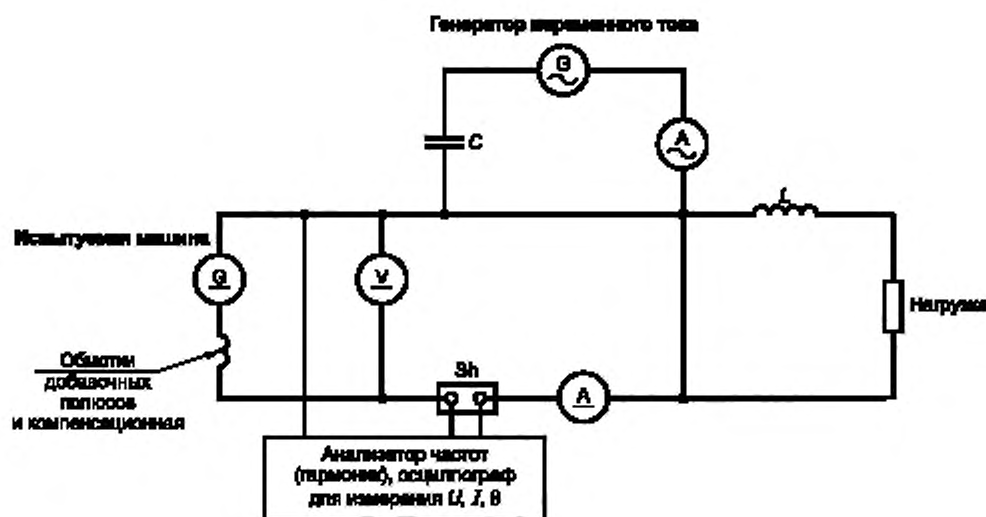 Генератор переменного тока
G
C
A
L
Испытуемая машина
G
V
Нагрузка
Обмотки
добавочных
полюсов
и компенсационная
Sh
A
Анализатор частот
(гармоник), осциллограф
для измерения U, I, θ